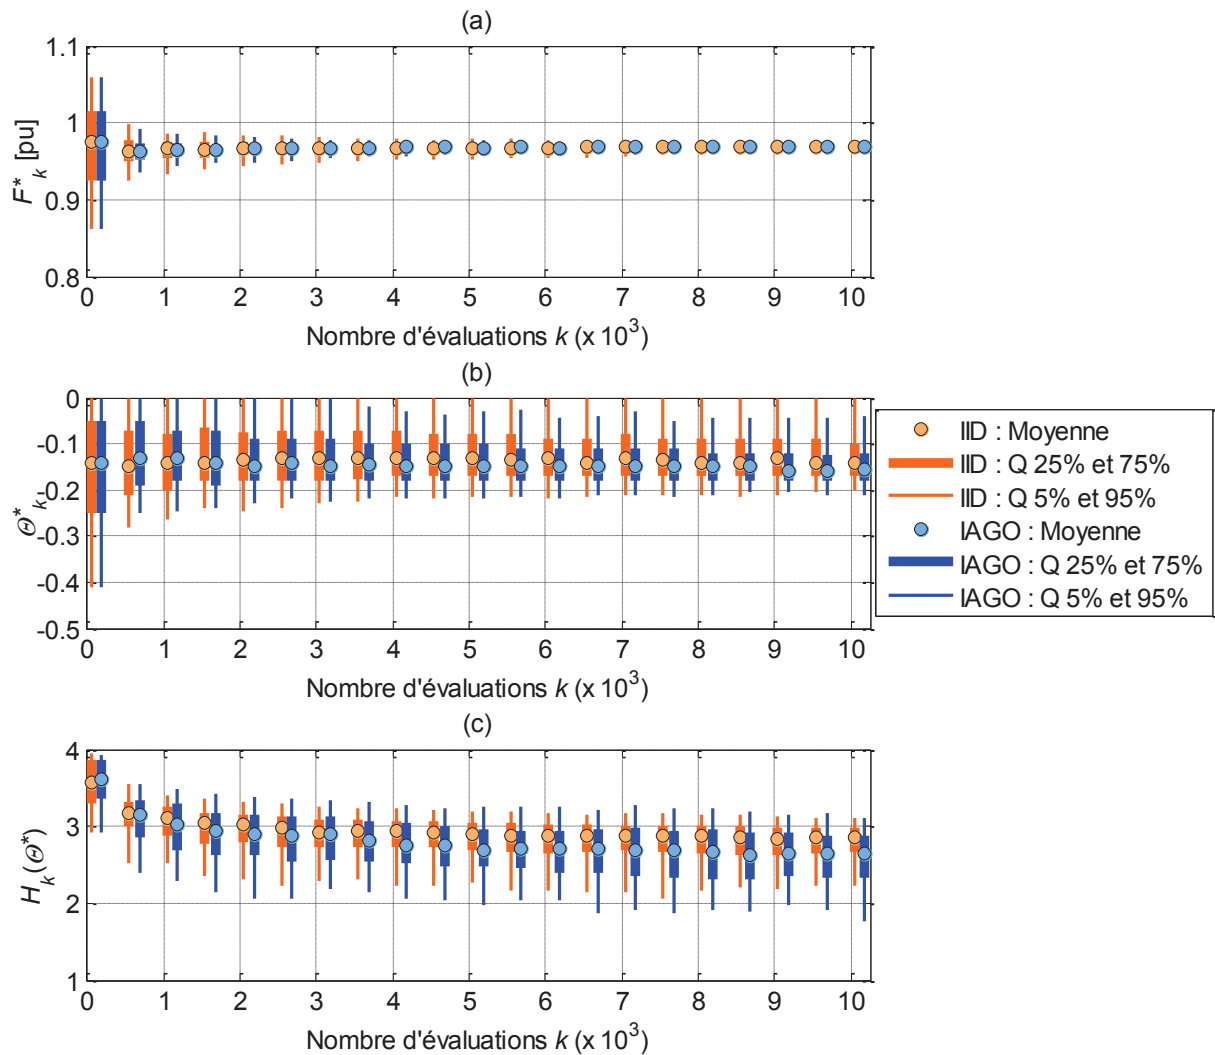 (a)
1.1
1
0.9
0.8
F*k [pu]
0 1 2 3 4 5 6 7 8 9 10
Nombre d'évaluations k (x 10³)
(b)
0
-0.1
-0.2
-0.3
-0.4
-0.5
Θ*k,
0 1 2 3 4 5 6 7 8 9 10
Nombre d'évaluations k (x 10³)
IID : Moyenne
IID : Q 25% et 75%
IID : Q 5% et 95%
IAGO : Moyenne
IAGO : Q 25% et 75%
IAGO : Q 5% et 95%
(c)
4
3
2
1
Hk(Θ*)
0 1 2 3 4 5 6 7 8 9 10
Nombre d'évaluations k (x 10³)